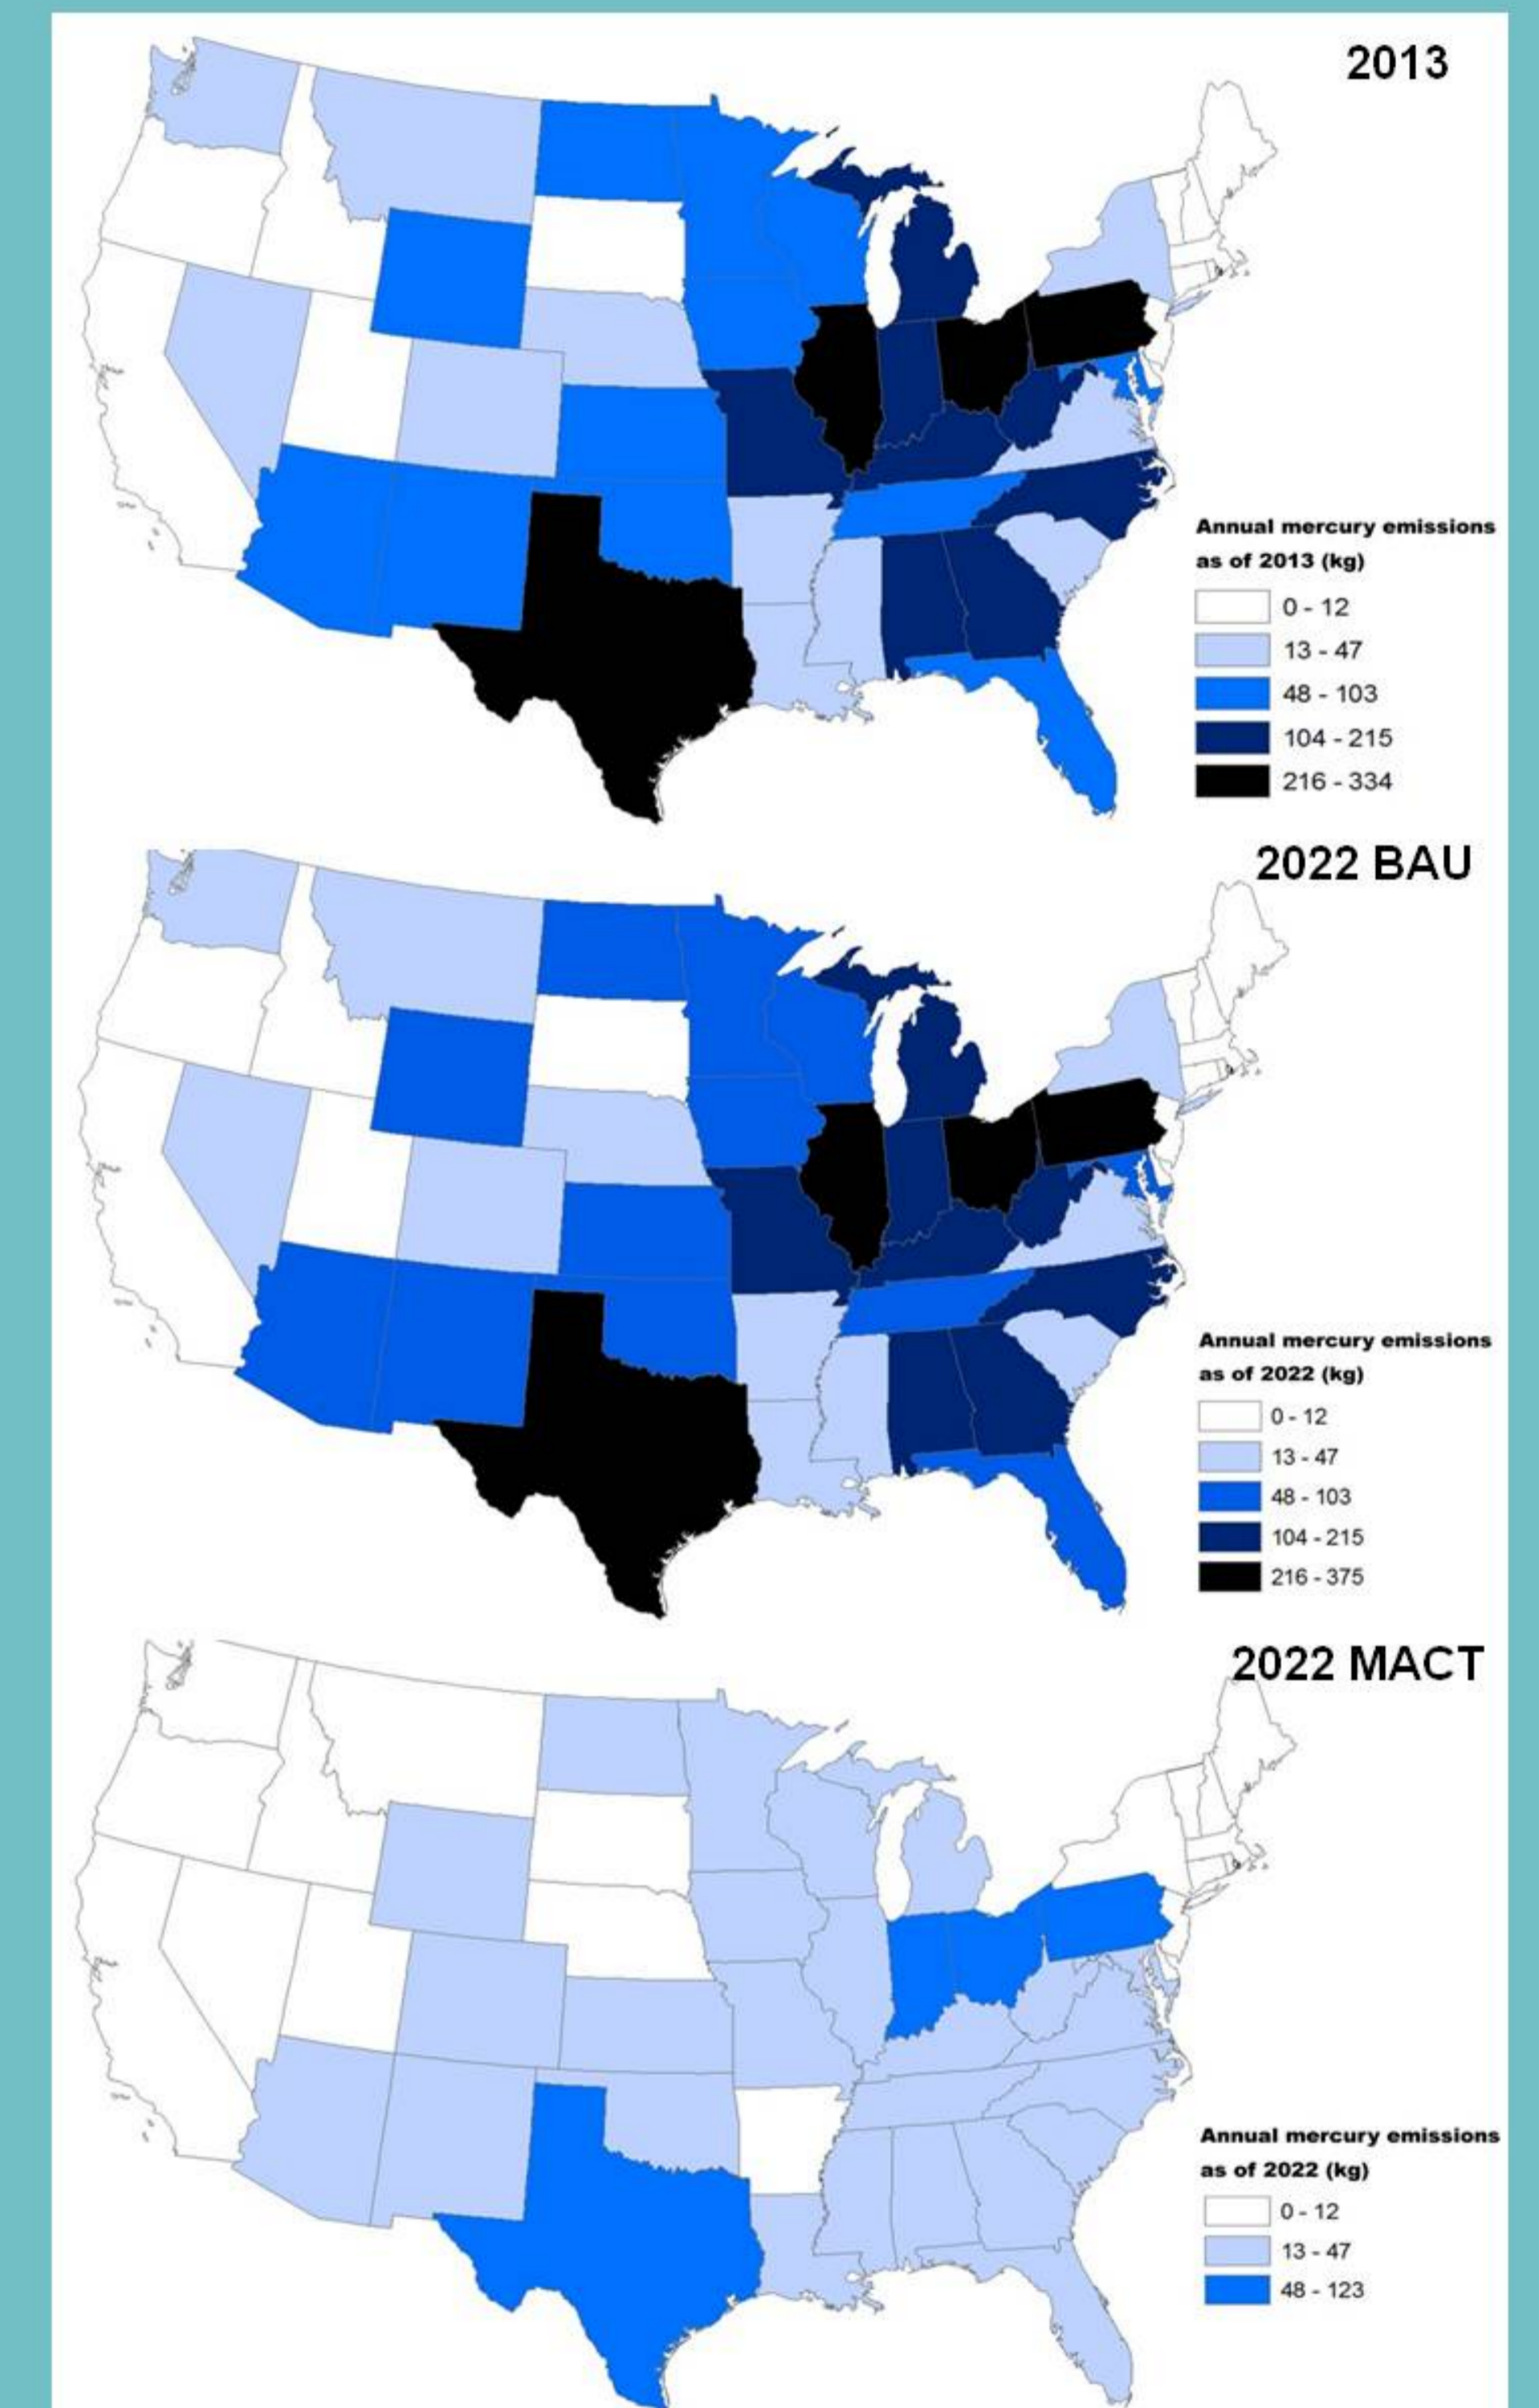 2013
Annual mercury emissions
as of 2013 (kg)
0 - 12
13 - 47
48 - 103
104 - 215
216 - 334
2022 BAU
Annual mercury emissions
as of 2022 (kg)
0 - 12
13 - 47
48 - 103
104 - 215
216 - 375
2022 MACT
Annual mercury emissions
as of 2022 (kg)
0 - 12
13 - 47
48 - 123